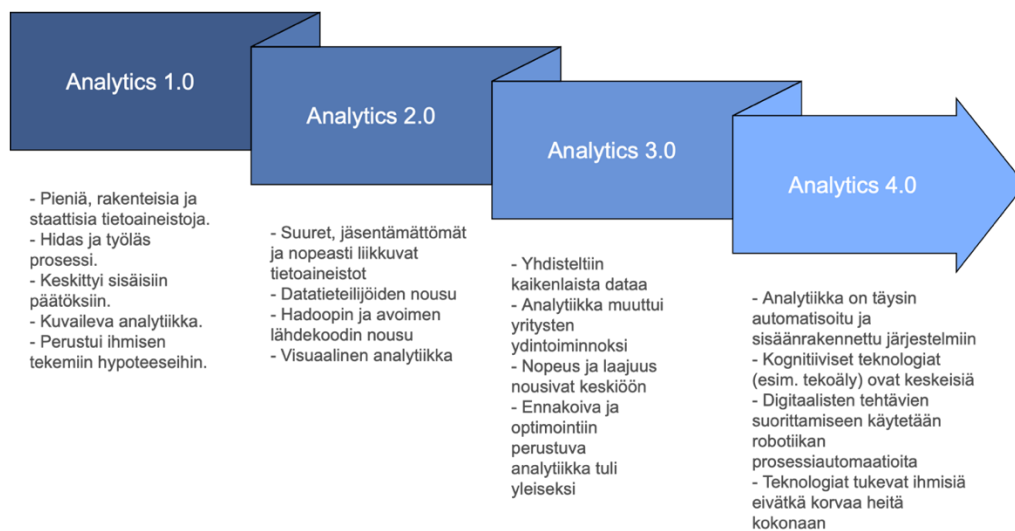 Analytics 1.0
- Pieniä, rakenteisia ja
staattisia tietoaineistoja.
- Hidas ja työläs
prosessi.
- Keskittyi sisäisiin
päätöksiin.
- Kuvaileva analytiikka.
- Perustui ihmisen
tekemiin hypoteeseihin.
Analytics 2.0
- Suuret, jäsentämättömät
ja nopeasti liikkuvat
tietoaineistot
- Datatieteilijöiden nousu
- Hadoopin ja avoimen
lähdekoodin nousu
- Visuaalinen analytiikka
Analytics 3.0
- Yhdisteltiin
kaikenlaista dataa
- Analytiikka muuttui
yritysten
ydintoiminnoksi
- Nopeus ja laajuus
nousivat keskiöön
- Ennakoiva ja
optimointiin
perustuva
analytiikka tuli
yleiseksi
Analytics 4.0
- Analytiikka on täysin
automatisoitu ja
sisäänrakennettu järjestelmiin
- Kognitiiviset teknologiat
(esim. tekoäly) ovat keskeisiä
- Digitaalisten tehtävien
suorittamiseen käytetään
robotiikan
prosessiautomaatioita
- Teknologiat tukevat ihmisiä
eivätkä korvaa heitä
kokonaan